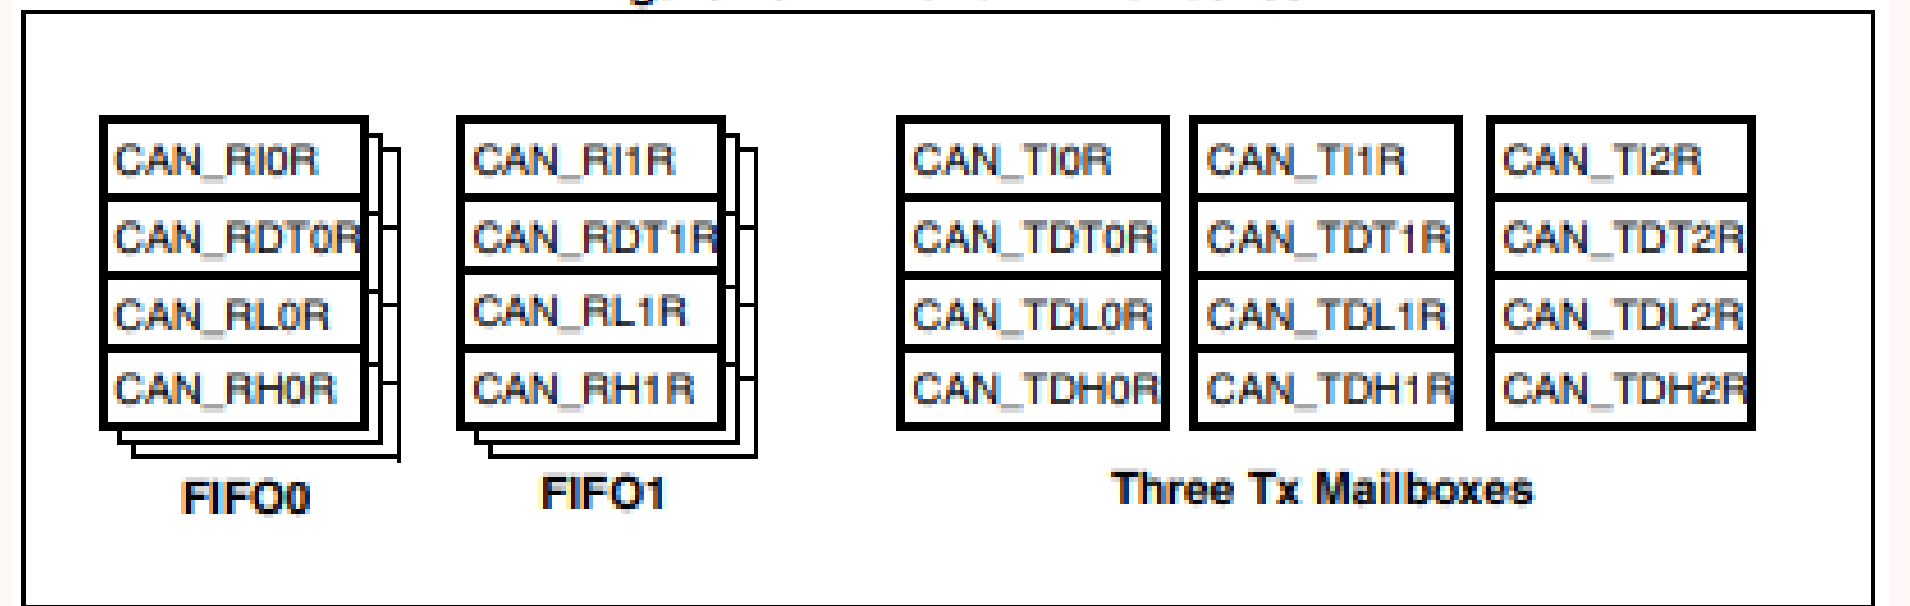 CAN_RI0R
CAN_RDT0R
CAN_RL0R
CAN_RH0R
FIFO0
CAN_RI1R
CAN_RDT1R
CAN_RL1R
CAN_RH1R
FIFO1
CAN_TI0R
CAN_TDT0R
CAN_TDL0R
CAN_TDH0R
CAN_TI1R
CAN_TDT1R
CAN_TDL1R
CAN_TDH1R
CAN_TI2R
CAN_TDT2R
CAN_TDL2R
CAN_TDH2R
Three Tx Mailboxes